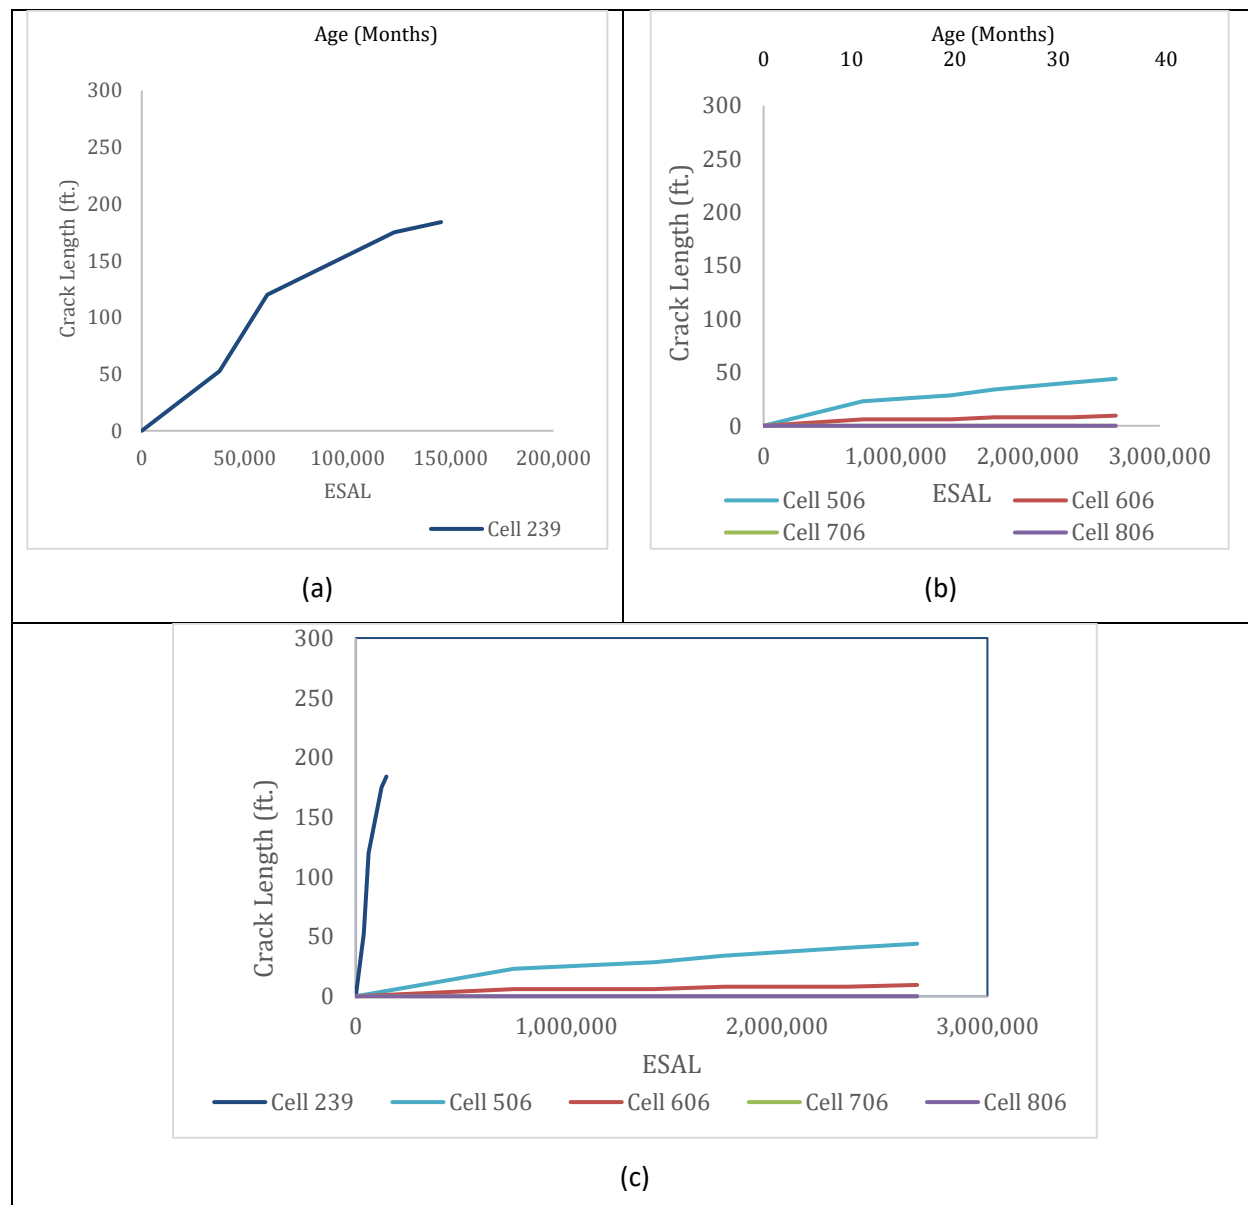 Age (Months)
300
250
200
150
100
50
0
Crack Length (ft.)
0 50,000 100,000 150,000 200,000
ESAL
Cell 239
(a)
Age (Months)
0 10 20 30 40
300
250
200
150
100
50
0
Crack Length (ft.)
0 1,000,000 2,000,000 3,000,000
ESAL
Cell 506 Cell 606
Cell 706 Cell 806
(b)
300
250
200
150
100
50
0
Crack Length (ft.)
0 1,000,000 2,000,000 3,000,000
ESAL
Cell 239 Cell 506 Cell 606 Cell 706 Cell 806
(c)